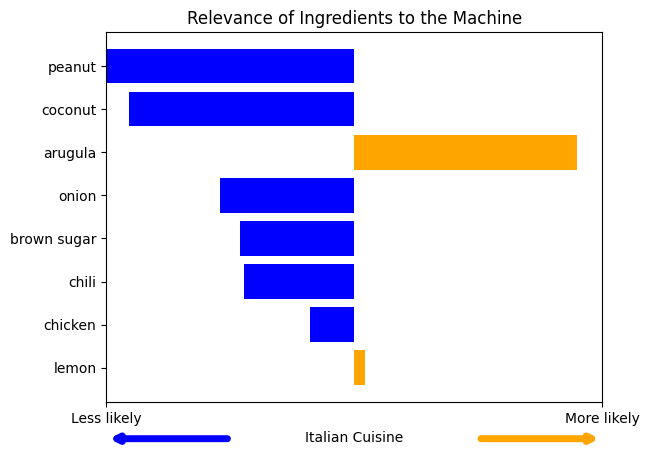 Relevance of Ingredients to the Machine
peanut
coconut
arugula
onion
brown sugar
chili
chicken
lemon
Less likely
More likely
Italian Cuisine